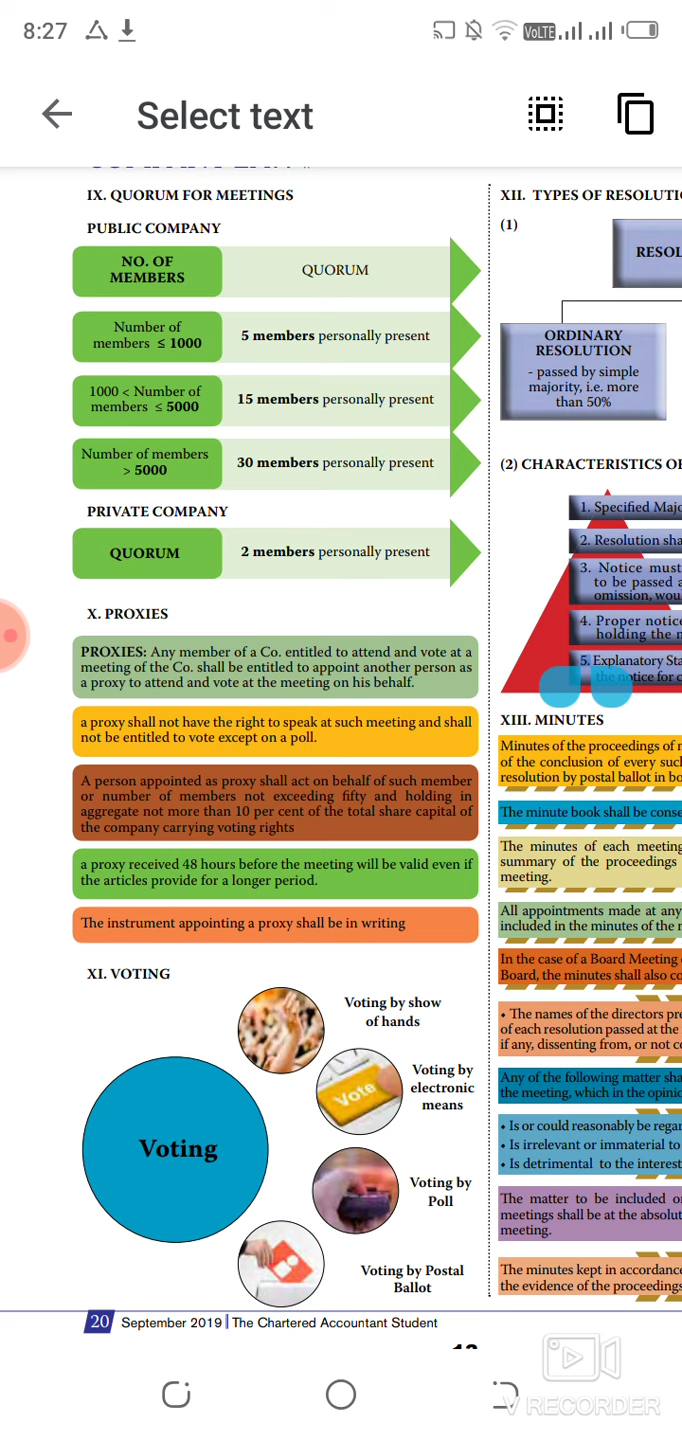 8:27
VoLTE
Select text
IX. QUORUM FOR MEETINGS
PUBLIC COMPANY
NO. OF
MEMBERS
QUORUM
Number of
members ≤ 1000
5 members personally present
1000 < Number of
members ≤ 5000
15 members personally present
Number of members
> 5000
30 members personally present
PRIVATE COMPANY
QUORUM
2 members personally present
X. PROXIES
PROXIES: Any member of a Co. entitled to attend and vote at a
meeting of the Co. shall be entitled to appoint another person as
a proxy to attend and vote at the meeting on his behalf.
a proxy shall not have the right to speak at such meeting and shall
not be entitled to vote except on a poll.
A person appointed as proxy shall act on behalf of such member
or number of members not exceeding fifty and holding in
aggregate not more than 10 per cent of the total share capital of
the company carrying voting rights
a proxy received 48 hours before the meeting will be valid even if
the articles provide for a longer period.
The instrument appointing a proxy shall be in writing
XI. VOTING
Voting
Voting by show
of hands
Vote
Voting by
electronic
means
Voting by
Poll
Voting by Postal
Ballot
XII. TYPES OF RESOLUTI
(1)
RESOL
ORDINARY
RESOLUTION
- passed by simple
majority, i.e. more
than 50%
(2) CHARACTERISTICS O
1. Specified Majo
2. Resolution sha
3. Notice must
to be passed a
omission, wou
4. Proper notice
holding the m
5. Explanatory Sta
the notice for c
XIII. MINUTES
Minutes of the proceedings of
of the conclusion of every suc
resolution by postal ballot in bo
The minute book shall be conse
The minutes of each meeting
summary of the proceedings
meeting.
All appointments made at any
included in the minutes of the
In the case of a Board Meeting
Board, the minutes shall also co
• The names of the directors pre
of each resolution passed at the
if any, dissenting from, or not co
Any of the following matter sha
the meeting, which in the opinio
• Is or could reasonably be regar
• Is irrelevant or immaterial to
• Is detrimental to the interest
The matter to be included o
meetings shall be at the absolut
meeting.
The minutes kept in accordance
the evidence of the proceedings
20 September 2019 | The Chartered Accountant Student
V RECORDER